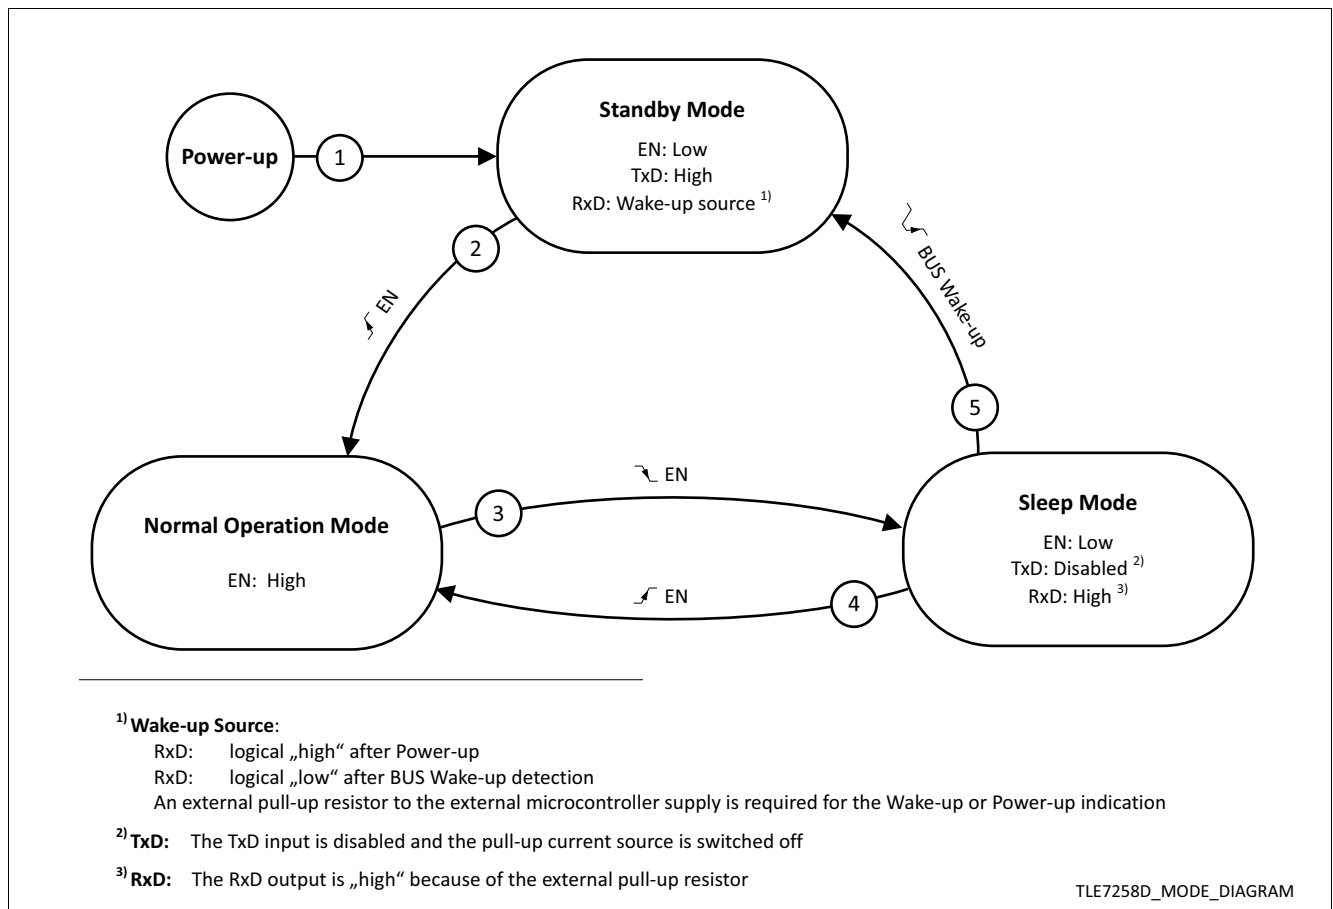 Power-up
1
Standby Mode
EN: Low
TxD: High
RxD: Wake-up source 1)
2
EN
BUS Wake-up
5
Normal Operation Mode
EN: High
3
EN
4
EN
Sleep Mode
EN: Low
TxD: Disabled 2)
RxD: High 3)
1) Wake-up Source:
RxD: logical „high“ after Power-up
RxD: logical „low“ after BUS Wake-up detection
An external pull-up resistor to the external microcontroller supply is required for the Wake-up or Power-up indication
2) TxD: The TxD input is disabled and the pull-up current source is switched off
3) RxD: The RxD output is „high“ because of the external pull-up resistor
TLE7258D_MODE_DIAGRAM